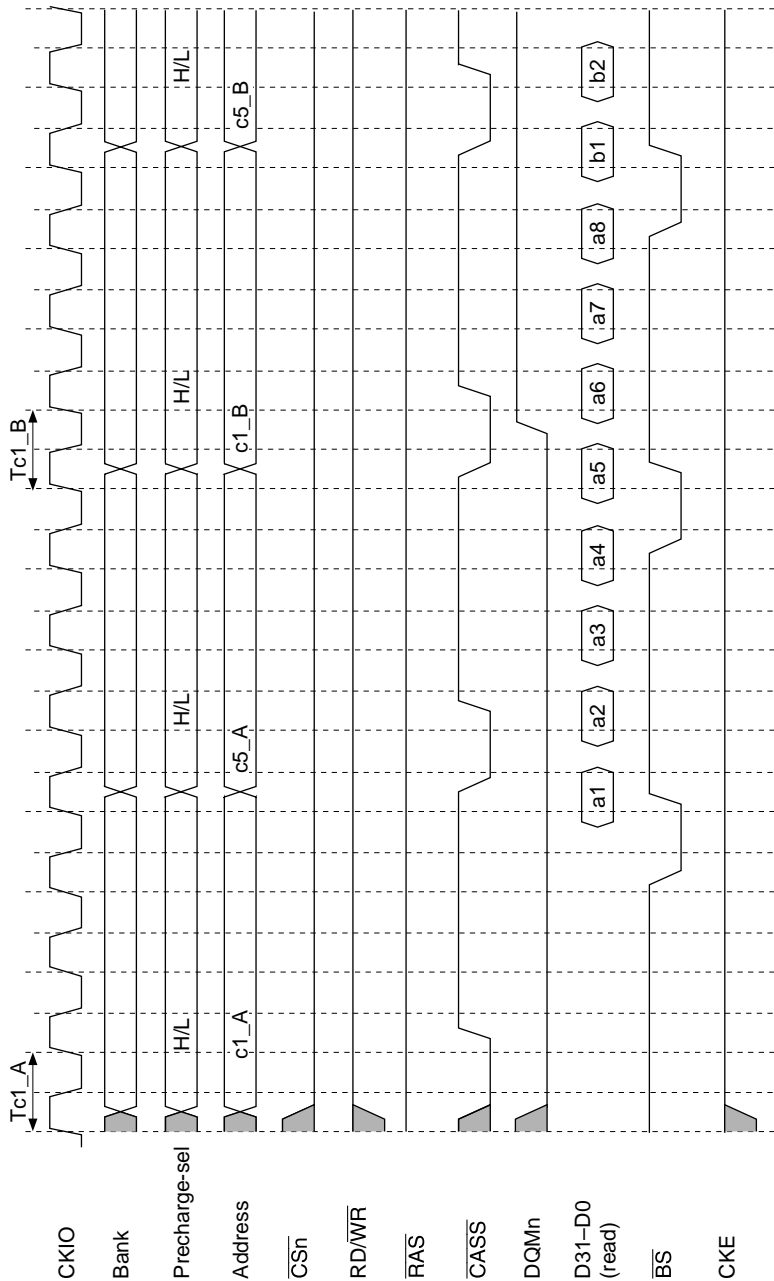 Tc1_A
Tc1_B
CKIO
Bank
Precharge-sel
H/L
H/L
H/L
H/L
Address
c1_A
c5_A
c1_B
c5_B
CSn
RD/WR
RAS
CASS
DQMn
D31–D0
(read)
a1
a2
a3
a4
a5
a6
a7
a8
b1
b2
BS
CKE